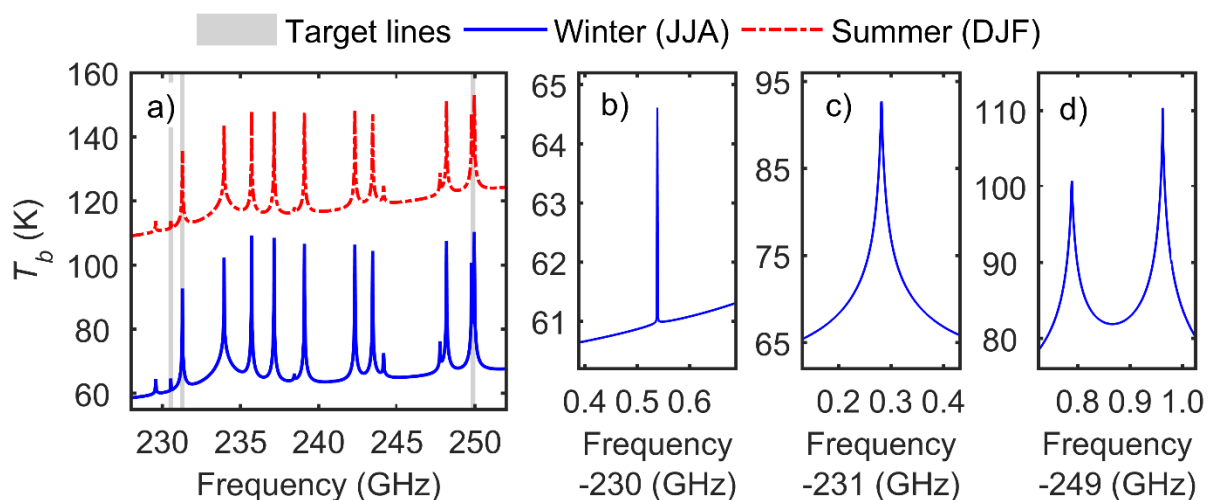 Target lines Winter (JJA) Summer (DJF)
160
140
120
100
80
60
T_b (K)
a)
230 235 240 245 250
Frequency (GHz)
65
64
63
62
61
b)
0.4 0.5 0.6
Frequency
-230 (GHz)
95
85
75
65
c)
0.2 0.3 0.4
Frequency
-231 (GHz)
110
100
90
80
d)
0.8 0.9 1.0
Frequency
-249 (GHz)